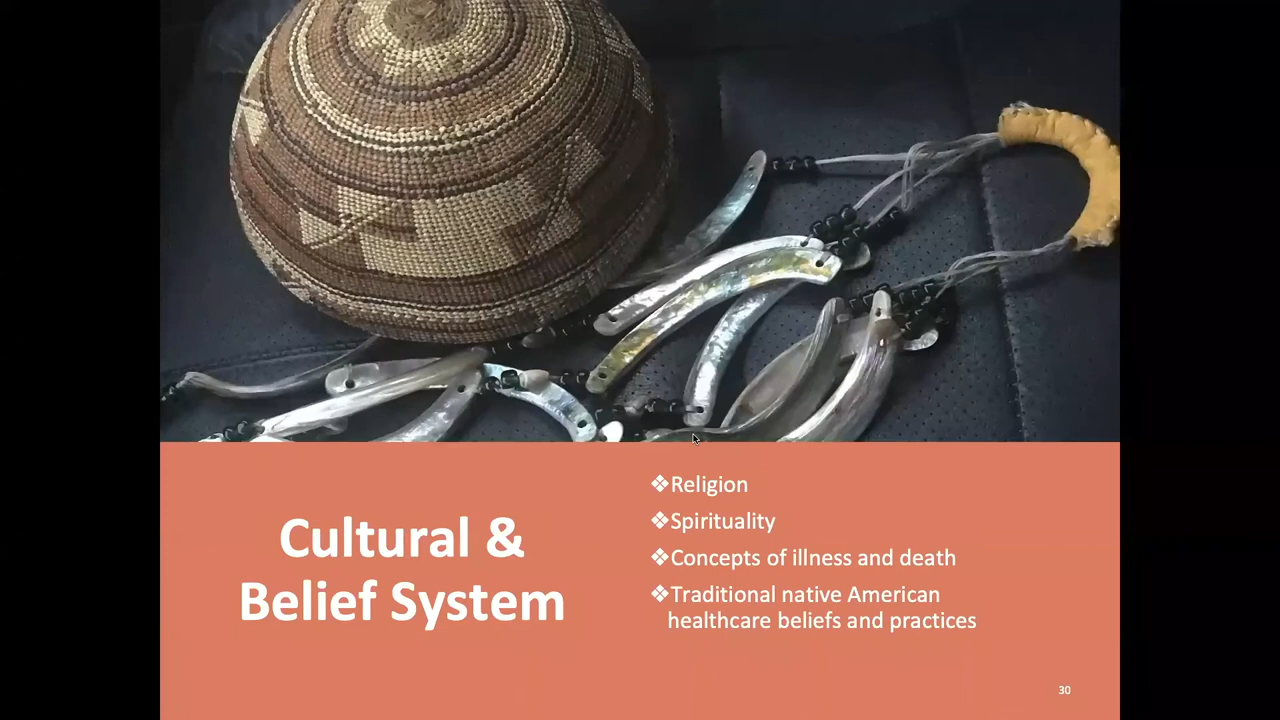 Cultural &
Belief System
❖Religion
❖Spirituality
❖Concepts of illness and death
❖Traditional native American
healthcare beliefs and practices
30